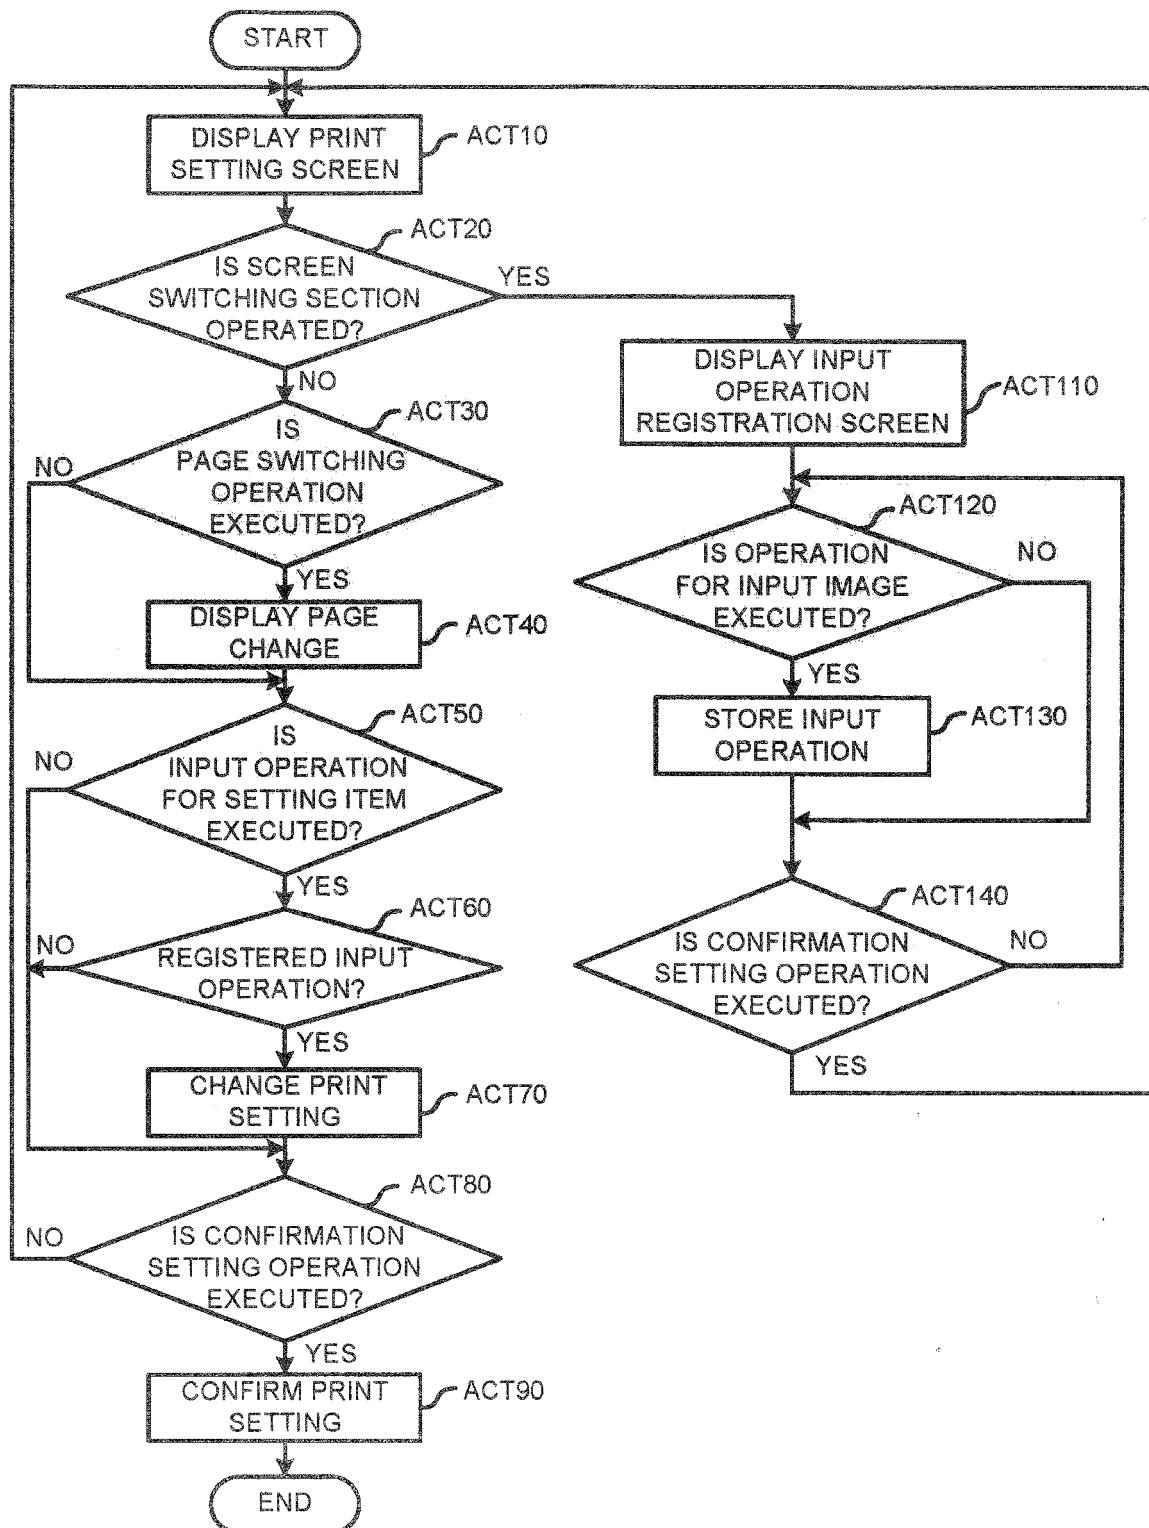 START
DISPLAY PRINT
SETTING SCREEN
ACT10
ACT20
IS SCREEN
SWITCHING SECTION
OPERATED?
YES
NO
ACT30
IS
PAGE SWITCHING
OPERATION
EXECUTED?
NO
YES
DISPLAY PAGE
CHANGE
ACT40
ACT50
IS
INPUT OPERATION
FOR SETTING ITEM
EXECUTED?
NO
YES
ACT60
REGISTERED INPUT
OPERATION?
NO
YES
CHANGE PRINT
SETTING
ACT70
ACT80
IS CONFIRMATION
SETTING OPERATION
EXECUTED?
NO
YES
CONFIRM PRINT
SETTING
ACT90
END
DISPLAY INPUT
OPERATION
REGISTRATION SCREEN
ACT110
ACT120
IS OPERATION
FOR INPUT IMAGE
EXECUTED?
NO
YES
STORE INPUT
OPERATION
ACT130
ACT140
IS CONFIRMATION
SETTING OPERATION
EXECUTED?
NO
YES